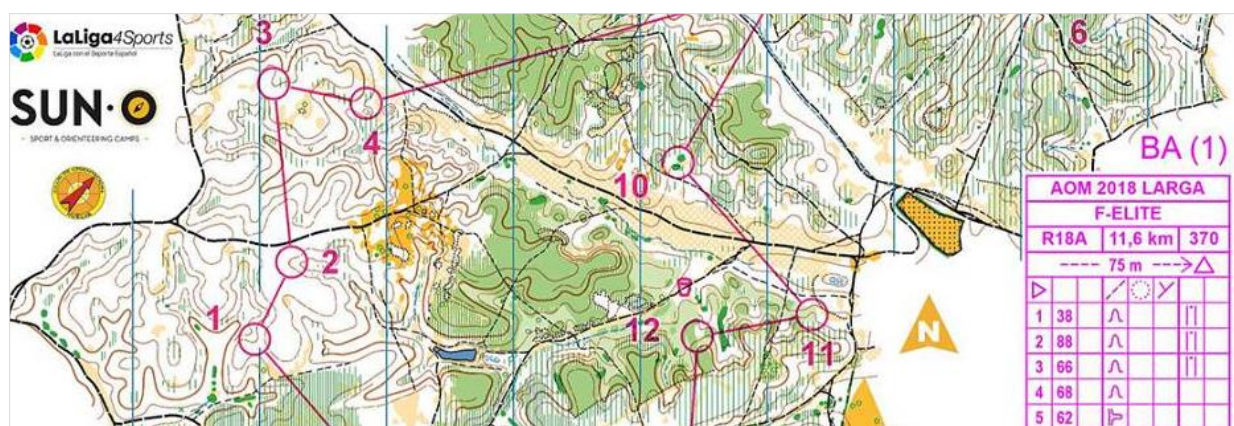 LaLiga4Sports
LaLiga con el Deporte Español
SUN·O
- SPORT & ORIENTEERING CAMPS -
3
4
2
1
10
12
11
6
N
BA (1)
AOM 2018 LARGA
F-ELITE
R18A 11,6 km 370
75 m
1 38
2 88
3 66
4 68
5 62